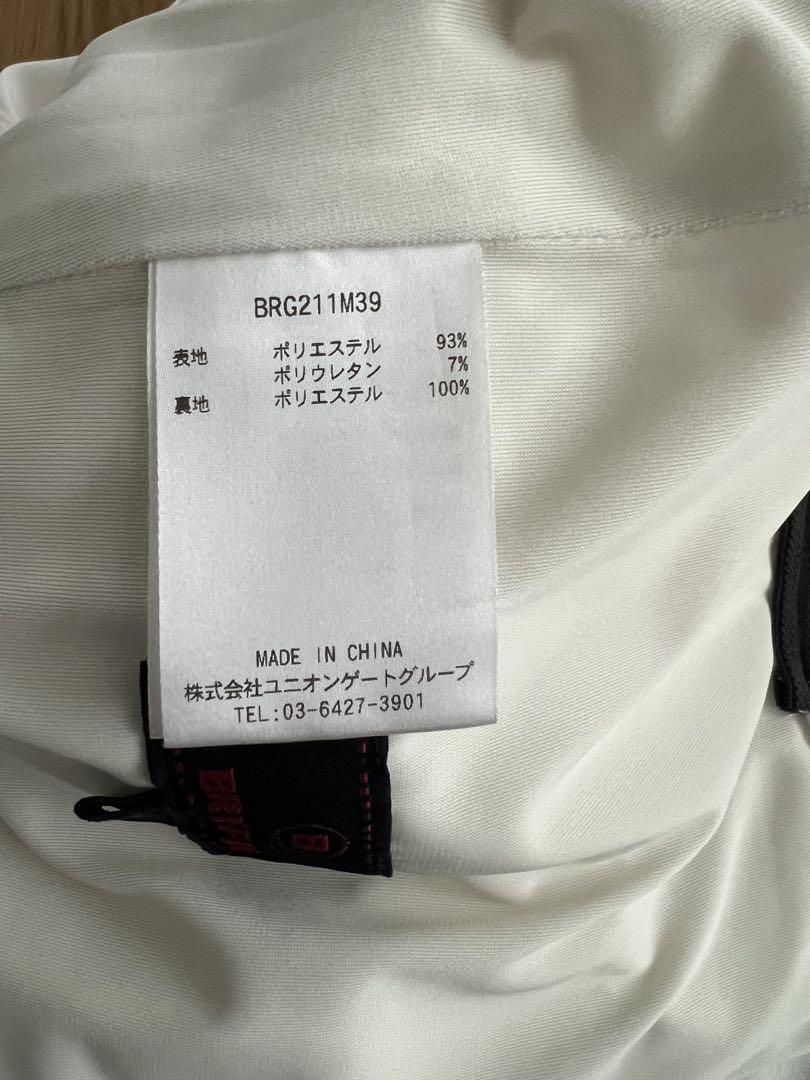 BRG211M39
表地 ポリエステル 93%
ポリウレタン 7%
裏地 ポリエステル 100%
MADE IN CHINA
株式会社ユニオンゲートグループ
TEL:03-6427-3901
B